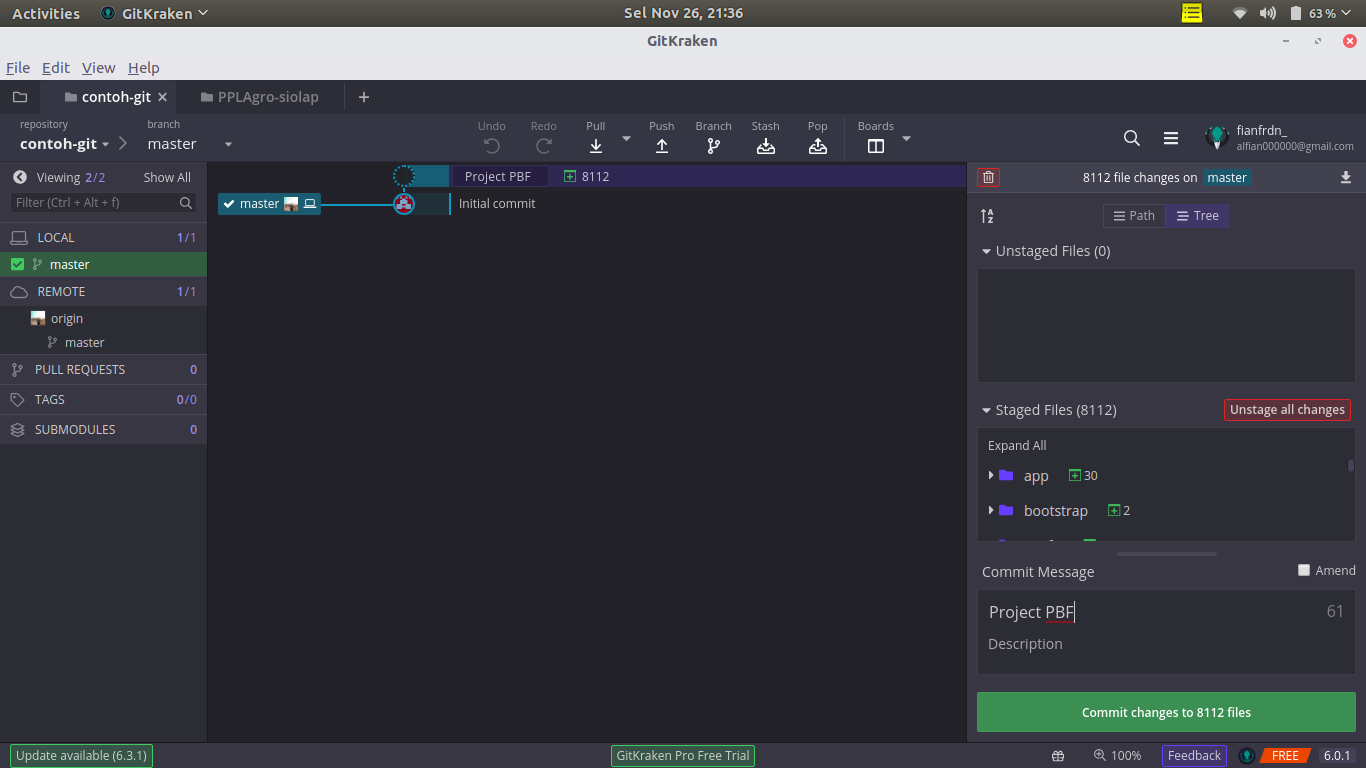 Activities GitKraken Sel Nov 26, 21:36 63 %
GitKraken
File Edit View Help
contoh-git PPLAgro-siolap
repository branch Undo Redo Pull Push Branch Stash Pop Boards fianfrdn_
contoh-git master alfian000000@gmail.com
Viewing 2/2 Show All
Filter (Ctrl + Alt + f)
LOCAL 1/1
master
REMOTE 1/1
origin
master
PULL REQUESTS 0
TAGS 0/0
SUBMODULES 0
Project PBF 8112
master Initial commit
8112 file changes on master
Path Tree
Unstaged Files (0)
Staged Files (8112) Unstage all changes
Expand All
app 30
bootstrap 2
Commit Message Amend
Project PBF 61
Description
Commit changes to 8112 files
Update available (6.3.1) GitKraken Pro Free Trial 100% Feedback FREE 6.0.1